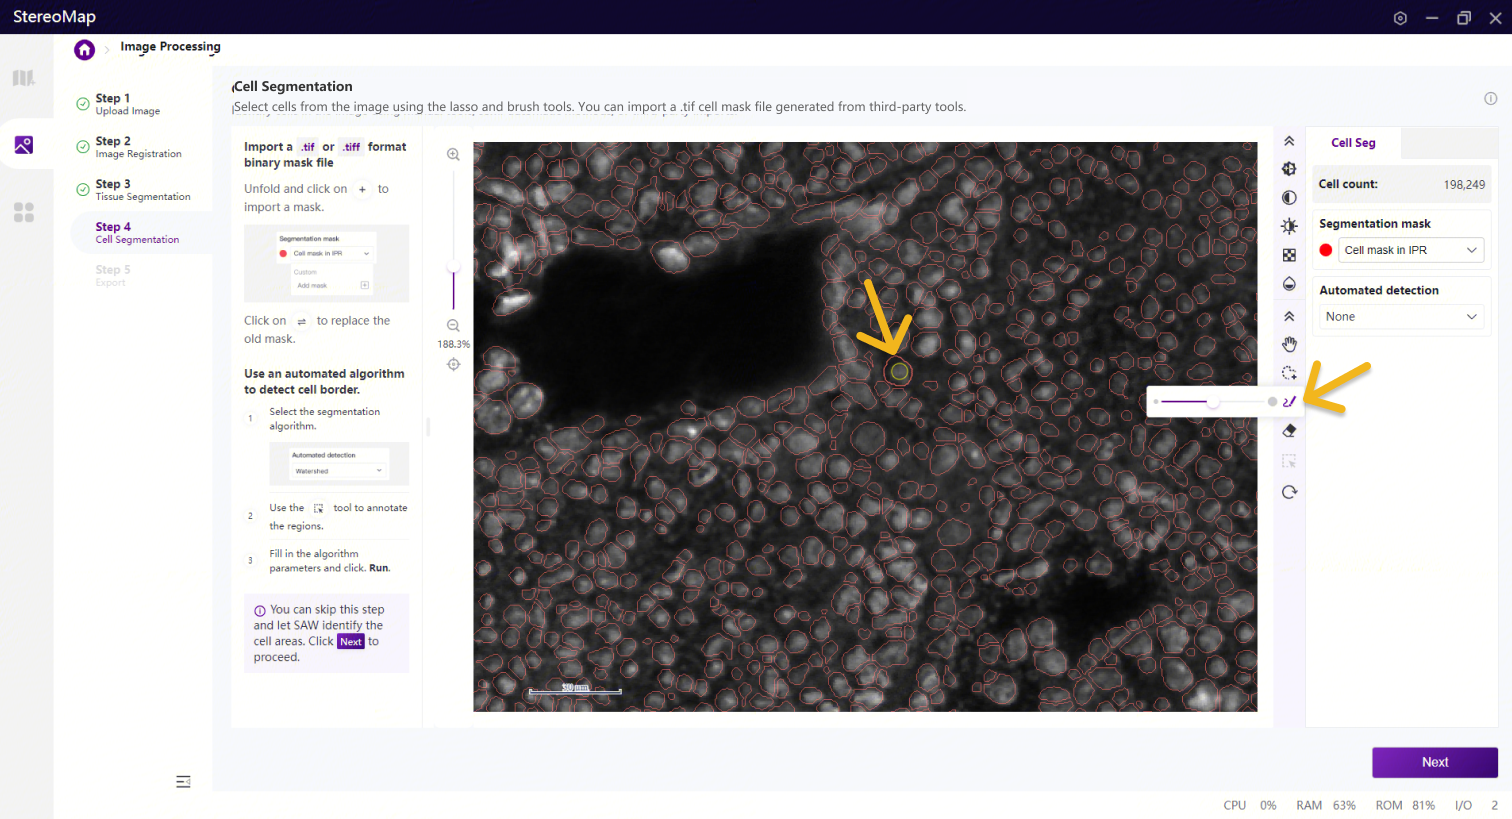 StereoMap
Image Processing
Step 1
Upload Image
Step 2
Image Registration
Step 3
Tissue Segmentation
Step 4
Cell Segmentation
Step 5
Export
Cell Segmentation
Select cells from the image using the lasso and brush tools. You can import a .tif cell mask file generated from third-party tools.
Import a .tif or .tiff format
binary mask file
Unfold and click on + to
import a mask.
Segmentation mask
Cell mask in IPR
Custom
Add mask
Click on ⇌ to replace the
old mask.
Use an automated algorithm
to detect cell border.
1 Select the segmentation
algorithm.
Automated detection
Watershed
2 Use the tool to annotate
the regions.
3 Fill in the algorithm
parameters and click. Run.
You can skip this step
and let SAW identify the
cell areas. Click Next to
proceed.
188.3%
Cell Seg
Cell count: 198,249
Segmentation mask
Cell mask in IPR
Automated detection
None
Next
CPU 0% RAM 63% ROM 81% I/O 2